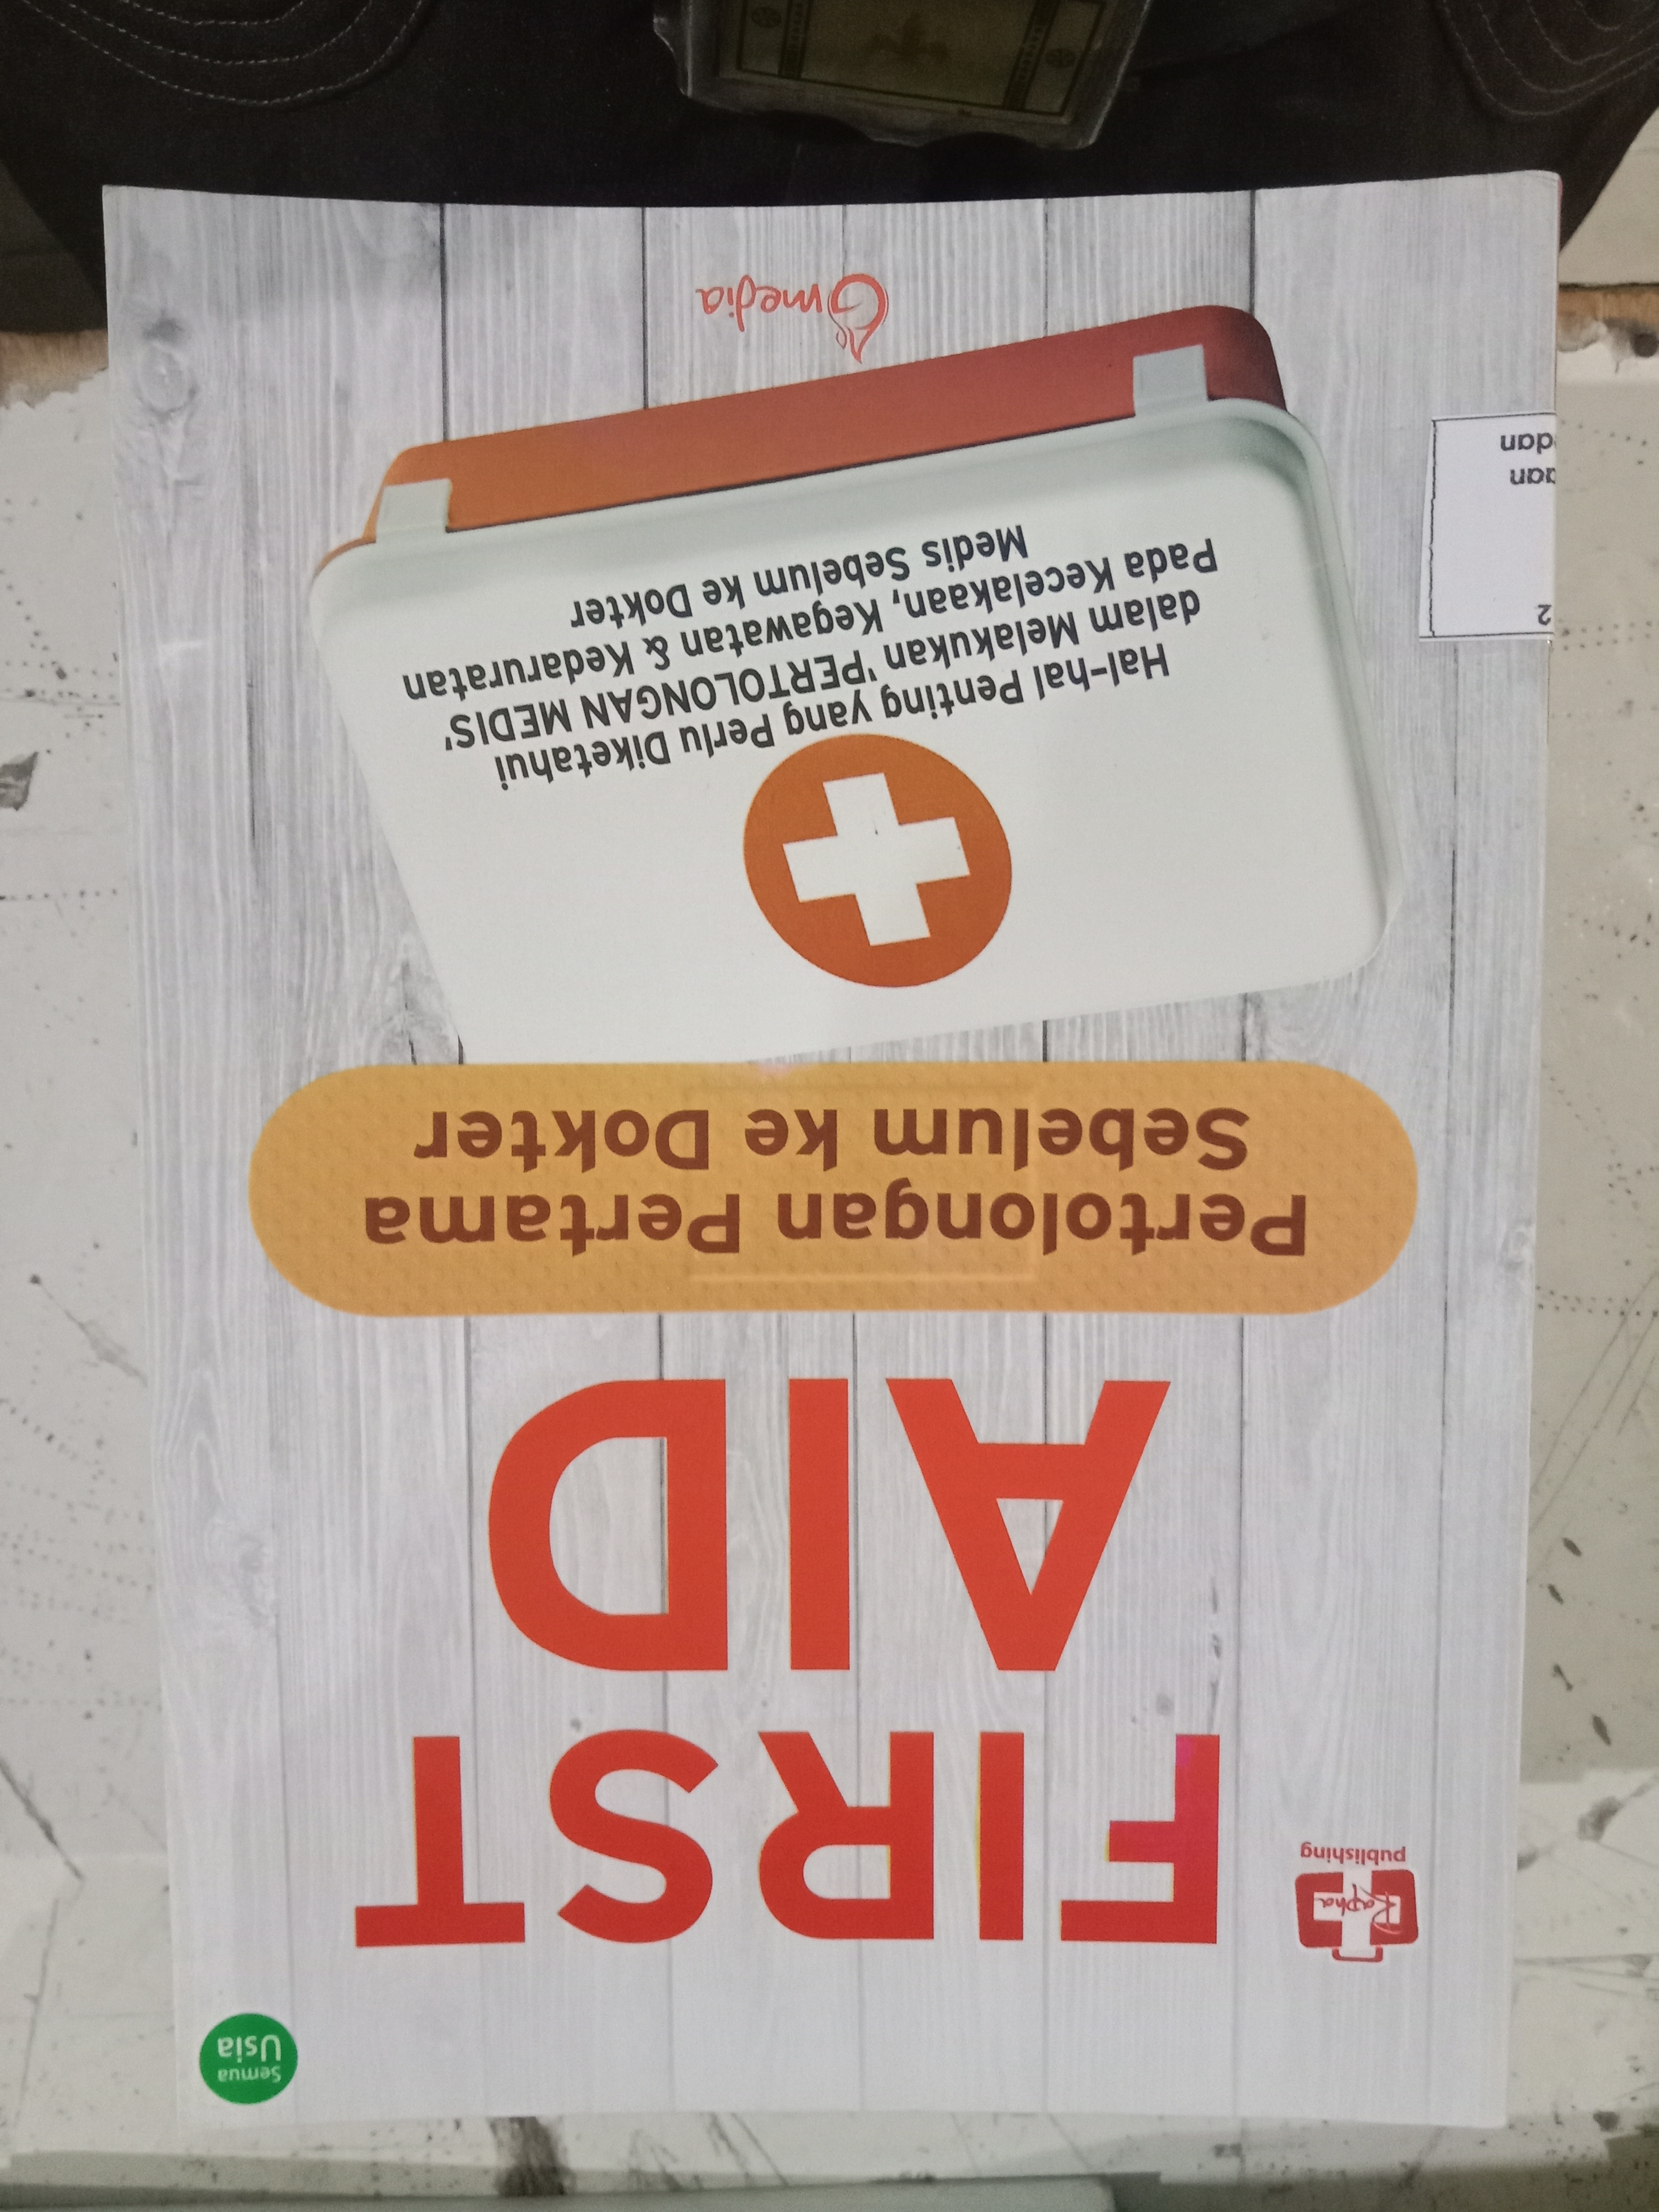 Semua
Usia
Rapha
publishing
FIRST
AID
Pertolongan Pertama
Sebelum ke Dokter
Hal-hal Penting yang Perlu Diketahui
dalam Melakukan 'PERTOLONGAN MEDIS'
Pada Kecelakaan, Kegawatan & Kedaruratan
Medis Sebelum ke Dokter
media
2